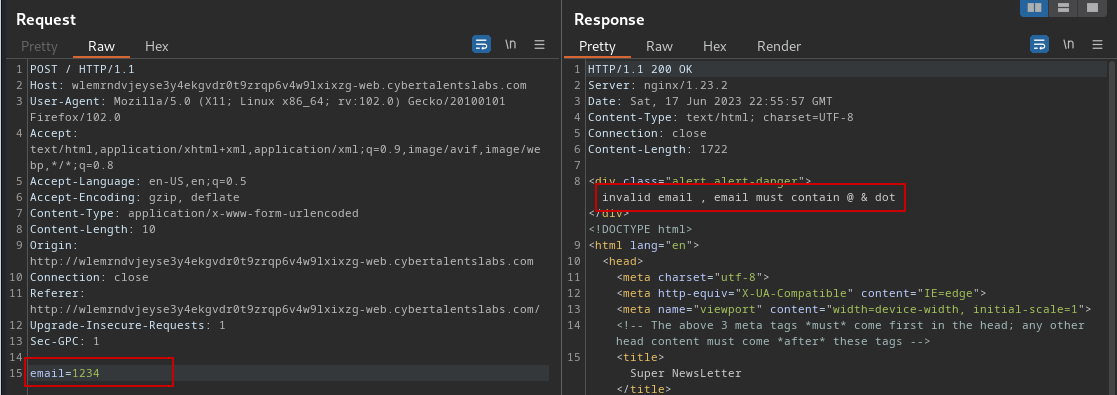 Request
Pretty Raw Hex \n
1 POST / HTTP/1.1
2 Host: wlemrndvjeyse3y4ekgvdr0t9zrqp6v4w9lxixzg-web.cybertalentslabs.com
3 User-Agent: Mozilla/5.0 (X11; Linux x86_64; rv:102.0) Gecko/20100101
Firefox/102.0
4 Accept:
text/html,application/xhtml+xml,application/xml;q=0.9,image/avif,image/we
bp,*/*;q=0.8
5 Accept-Language: en-US,en;q=0.5
6 Accept-Encoding: gzip, deflate
7 Content-Type: application/x-www-form-urlencoded
8 Content-Length: 10
9 Origin:
http://wlemrndvjeyse3y4ekgvdr0t9zrqp6v4w9lxixzg-web.cybertalentslabs.com
10 Connection: close
11 Referer:
http://wlemrndvjeyse3y4ekgvdr0t9zrqp6v4w9lxixzg-web.cybertalentslabs.com/
12 Upgrade-Insecure-Requests: 1
13 Sec-GPC: 1
14
15 email=1234
Response
Pretty Raw Hex Render \n
1 HTTP/1.1 200 OK
2 Server: nginx/1.23.2
3 Date: Sat, 17 Jun 2023 22:55:57 GMT
4 Content-Type: text/html; charset=UTF-8
5 Connection: close
6 Content-Length: 1722
7
8 <div class="alert alert-danger">
invalid email , email must contain @ & dot
</div>
<!DOCTYPE html>
9 <html lang="en">
10 <head>
11 <meta charset="utf-8">
12 <meta http-equiv="X-UA-Compatible" content="IE=edge">
13 <meta name="viewport" content="width=device-width, initial-scale=1">
14 <!-- The above 3 meta tags *must* come first in the head; any other
head content must come *after* these tags -->
15 <title>
Super NewsLetter
</title>